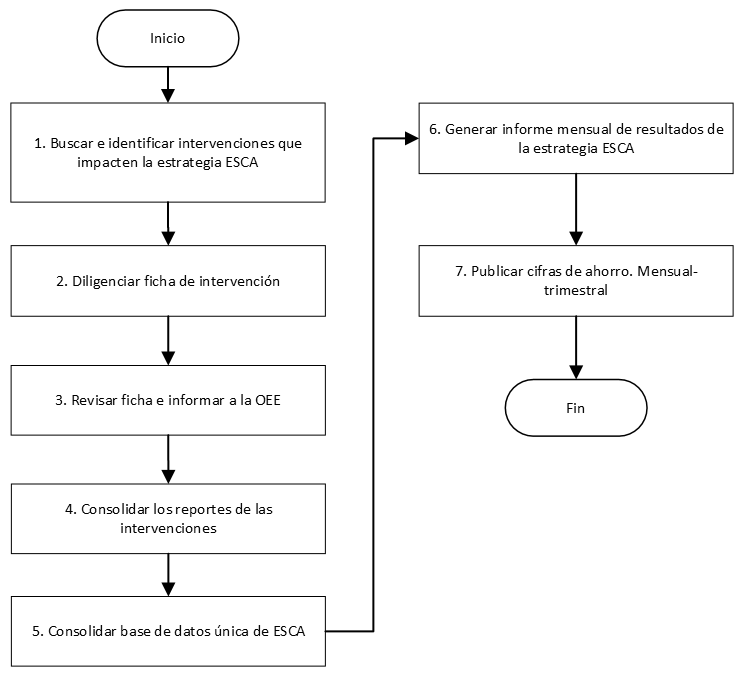 Inicio
1. Buscar e identificar intervenciones que
impacten la estrategia ESCA
2. Diligenciar ficha de intervención
3. Revisar ficha e informar a la OEE
4. Consolidar los reportes de las
intervenciones
5. Consolidar base de datos única de ESCA
6. Generar informe mensual de resultados de
la estrategia ESCA
7. Publicar cifras de ahorro. Mensual-
trimestral
Fin